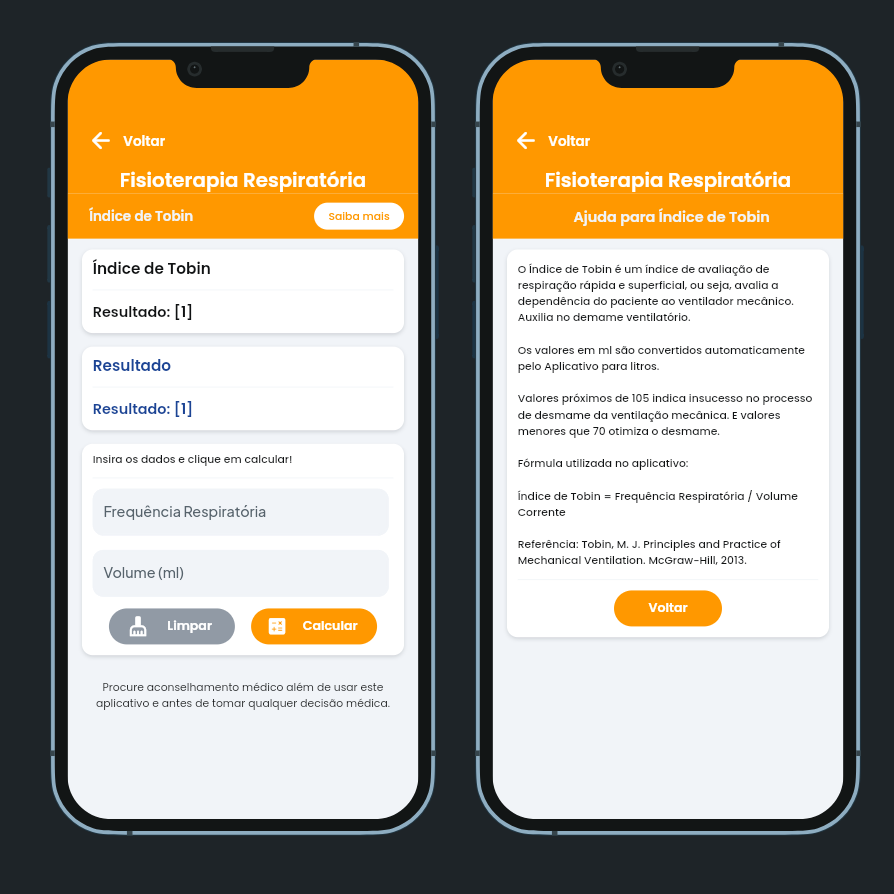 Voltar
Fisioterapia Respiratória
Índice de Tobin
Saiba mais
Índice de Tobin
Resultado: [1]
Resultado
Resultado: [1]
Insira os dados e clique em calcular!
Frequência Respiratória
Volume (ml)
Limpar
Calcular
Procure aconselhamento médico além de usar este
aplicativo e antes de tomar qualquer decisão médica.
Voltar
Fisioterapia Respiratória
Ajuda para Índice de Tobin
O Índice de Tobin é um índice de avaliação de
respiração rápida e superficial, ou seja, avalia a
dependência do paciente ao ventilador mecânico.
Auxilia no demame ventilatório.
Os valores em ml são convertidos automaticamente
pelo Aplicativo para litros.
Valores próximos de 105 indica insucesso no processo
de desmame da ventilação mecânica. E valores
menores que 70 otimiza o desmame.
Fórmula utilizada no aplicativo:
Índice de Tobin = Frequência Respiratória / Volume
Corrente
Referência: Tobin, M. J. Principles and Practice of
Mechanical Ventilation. McGraw-Hill, 2013.
Voltar